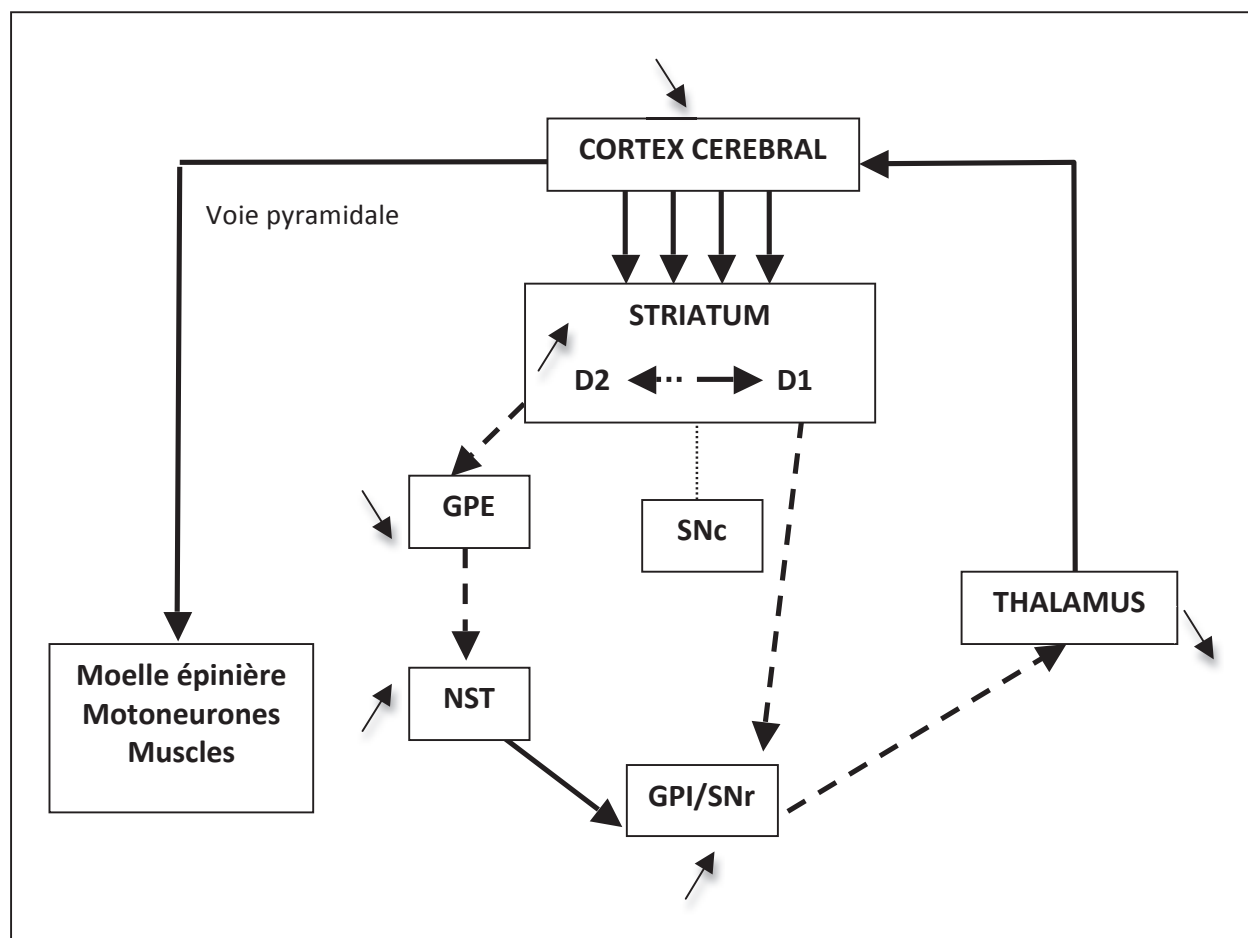 CORTEX CEREBRAL
Voie pyramidale
STRIATUM
D2 D1
GPE
SNc
THALAMUS
Moelle épinière
Motoneurones
Muscles
NST
GPI/SNr